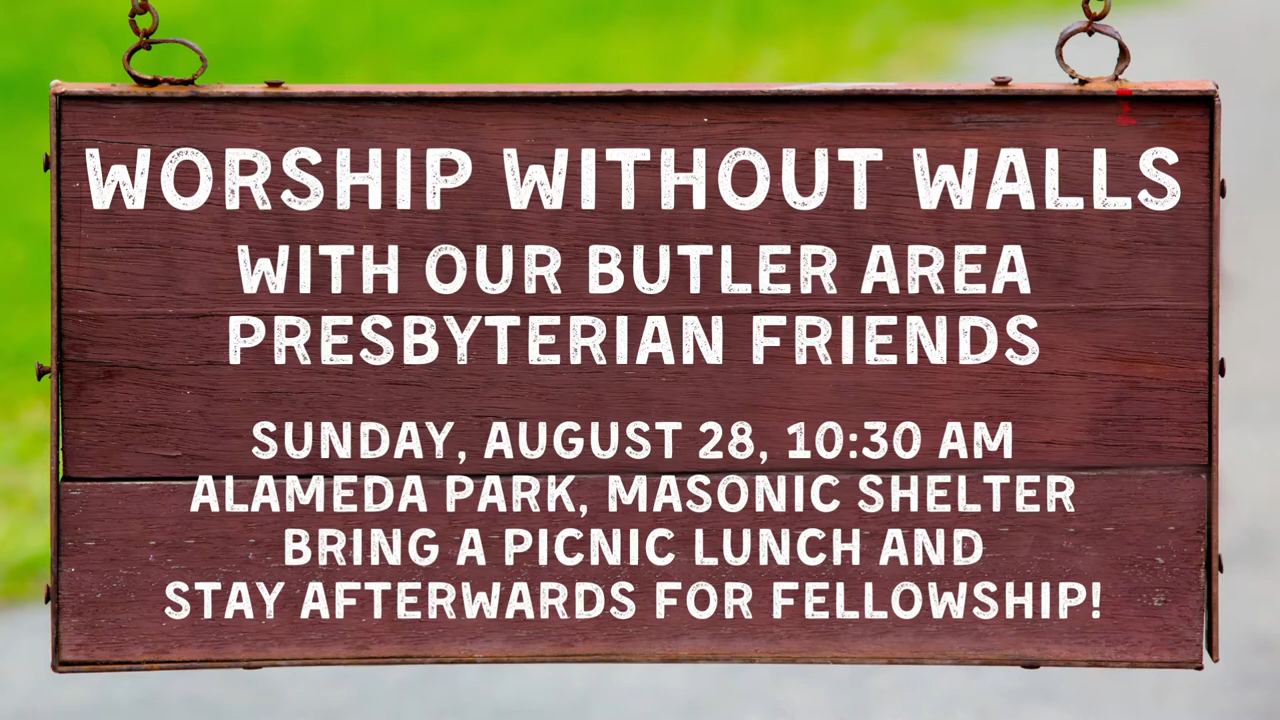 WORSHIP WITHOUT WALLS
WITH OUR BUTLER AREA
PRESBYTERIAN FRIENDS
SUNDAY, AUGUST 28, 10:30 AM
ALAMEDA PARK, MASONIC SHELTER
BRING A PICNIC LUNCH AND
STAY AFTERWARDS FOR FELLOWSHIP!